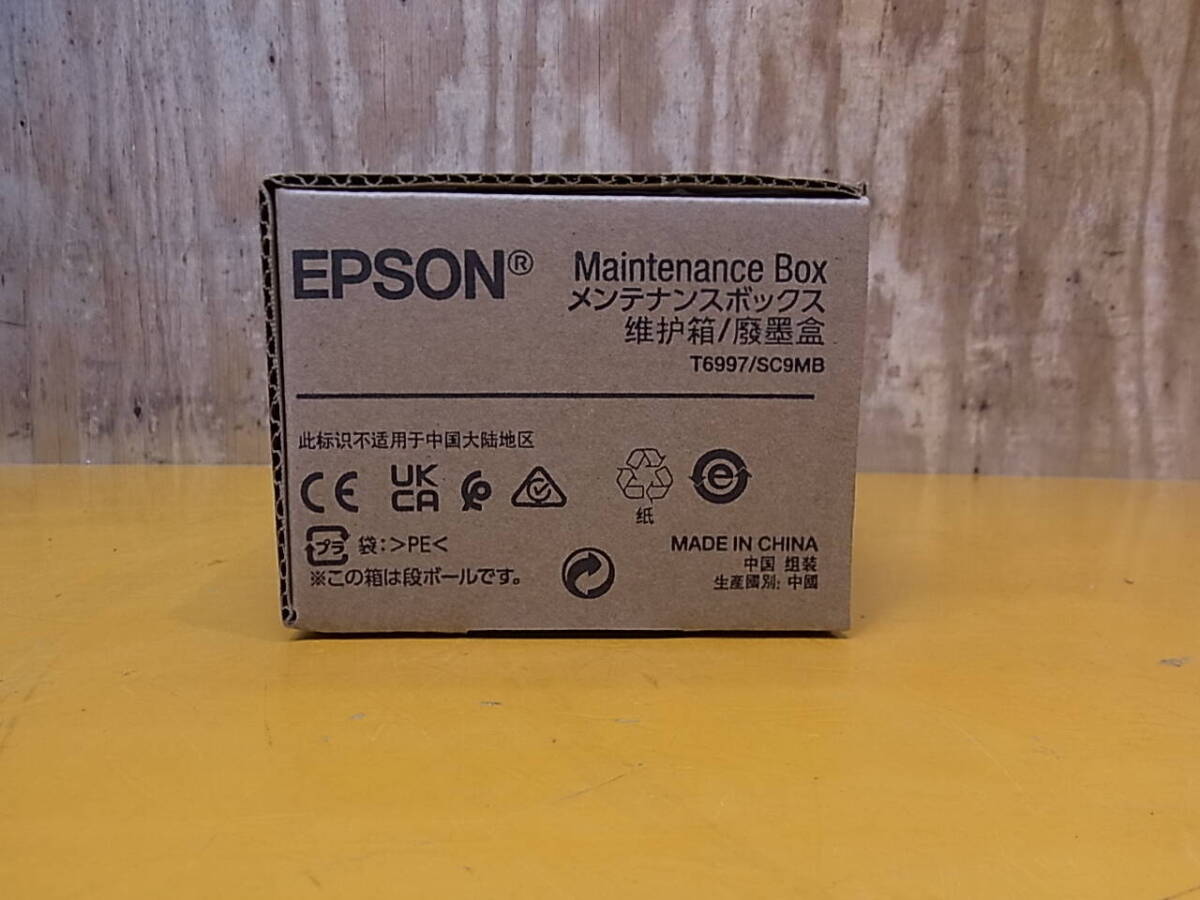 EPSON®
Maintenance Box
メンテナンスボックス
维护箱/廢墨盒
T6997/SC9MB
此标识不适用于中国大陆地区
CE
UK
CA
e
纸
プラ 袋:>PE<
※この箱は段ボールです。
MADE IN CHINA
中国 组装
生產國別: 中國